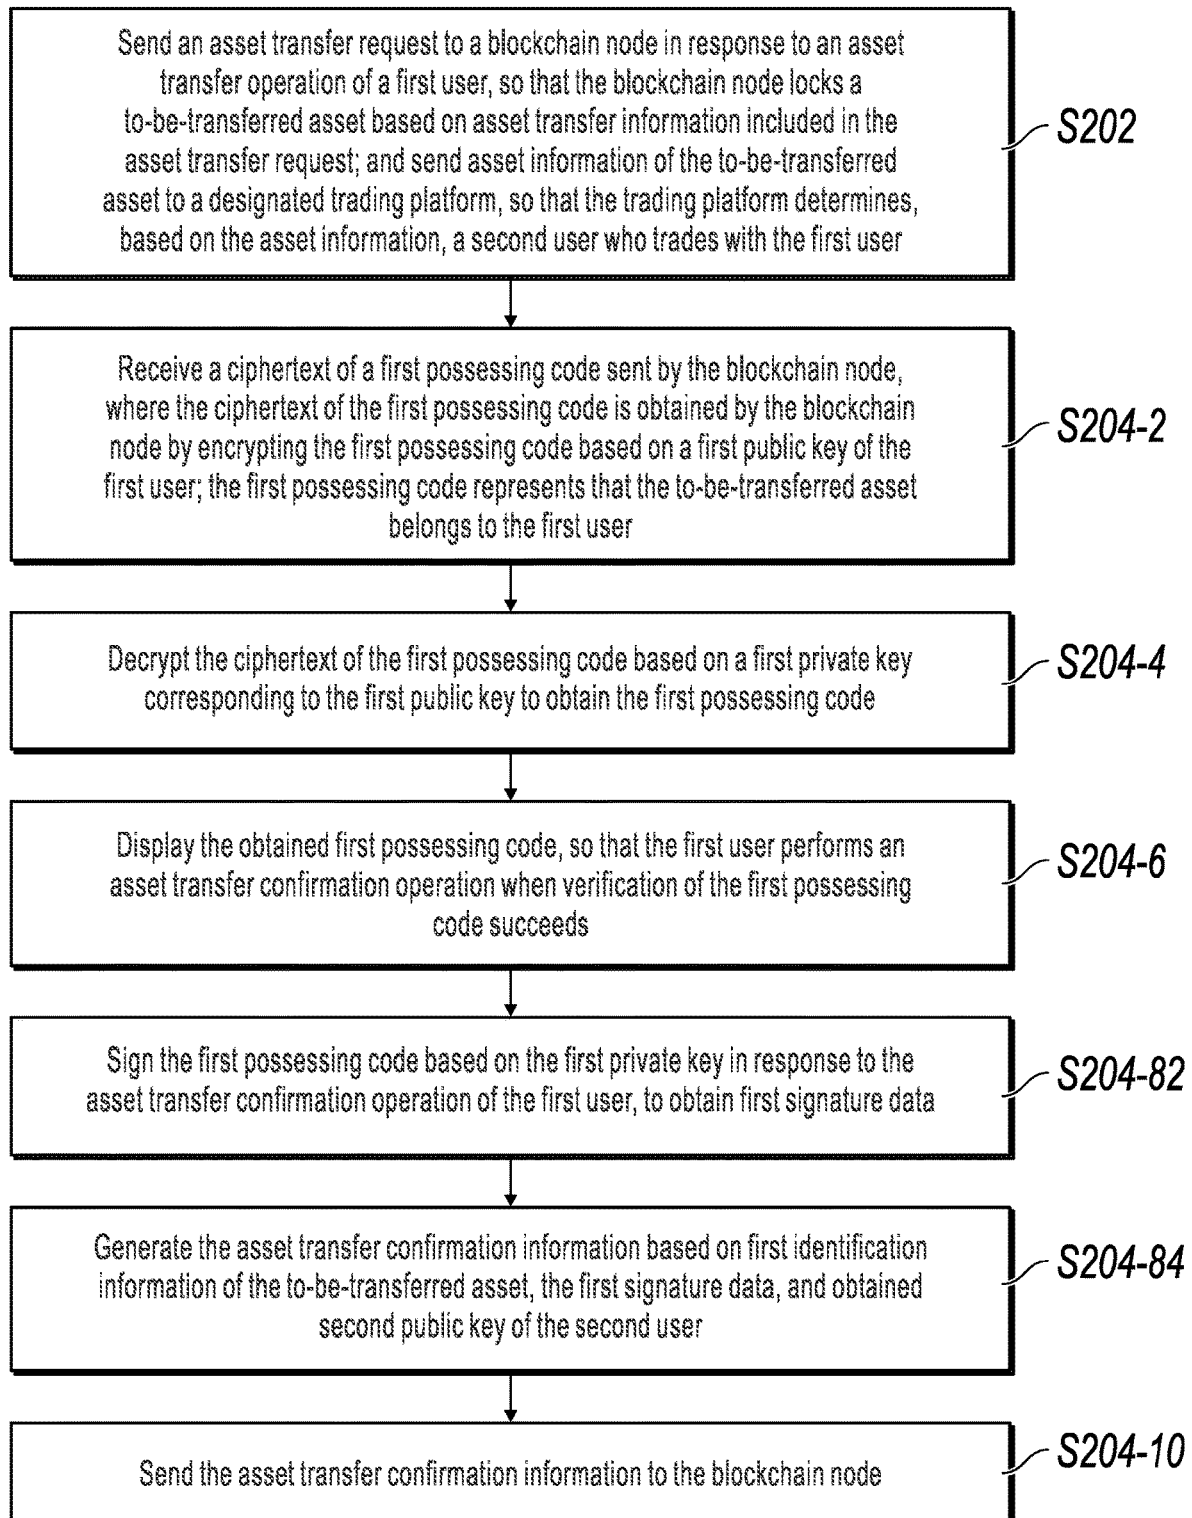 Send an asset transfer request to a blockchain node in response to an asset
transfer operation of a first user, so that the blockchain node locks a
to-be-transferred asset based on asset transfer information included in the
asset transfer request; and send asset information of the to-be-transferred
asset to a designated trading platform, so that the trading platform determines,
based on the asset information, a second user who trades with the first user
S202
Receive a ciphertext of a first possessing code sent by the blockchain node,
where the ciphertext of the first possessing code is obtained by the blockchain
node by encrypting the first possessing code based on a first public key of the
first user; the first possessing code represents that the to-be-transferred asset
belongs to the first user
S204-2
Decrypt the ciphertext of the first possessing code based on a first private key
corresponding to the first public key to obtain the first possessing code
S204-4
Display the obtained first possessing code, so that the first user performs an
asset transfer confirmation operation when verification of the first possessing
code succeeds
S204-6
Sign the first possessing code based on the first private key in response to the
asset transfer confirmation operation of the first user, to obtain first signature data
S204-82
Generate the asset transfer confirmation information based on first identification
information of the to-be-transferred asset, the first signature data, and obtained
second public key of the second user
S204-84
Send the asset transfer confirmation information to the blockchain node
S204-10